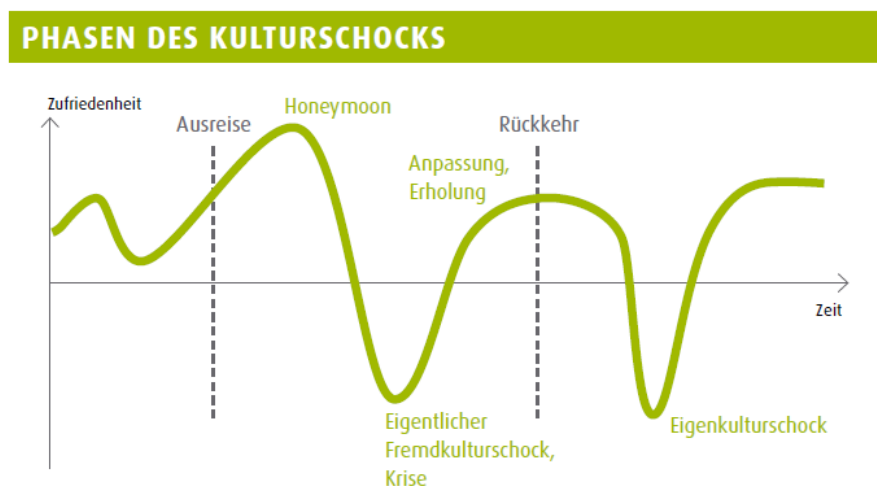 PHASEN DES KULTURSCHOCKS
Zufriedenheit
Honeymoon
Ausreise
Rückkehr
Anpassung,
Erholung
Zeit
Eigentlicher
Fremdkulturschock,
Krise
Eigenkulturschock